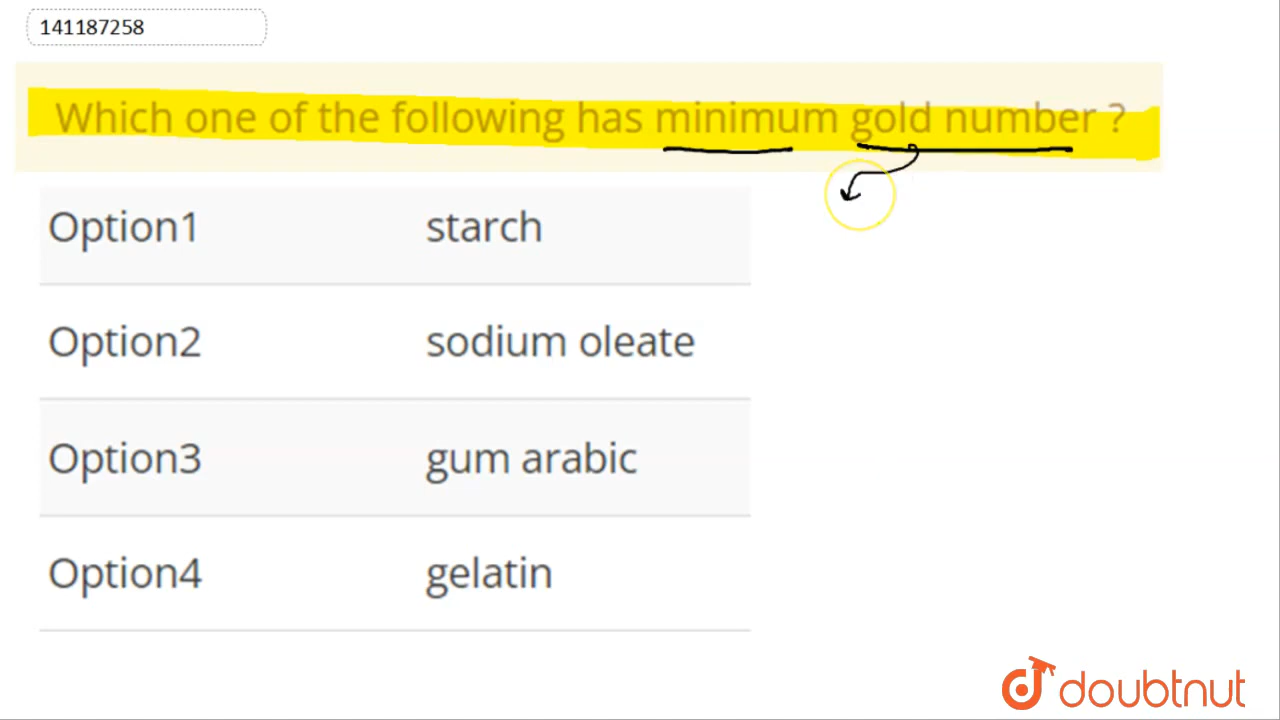 141187258
Which one of the following has minimum gold number ?
Option1 starch
Option2 sodium oleate
Option3 gum arabic
Option4 gelatin
doubtnut